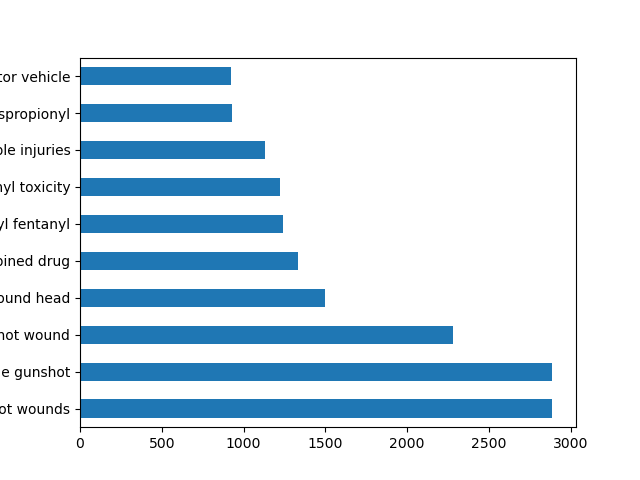 tor vehicle
spropionyl
ple injuries
nyl toxicity
yl fentanyl
bined drug
ound head
hot wound
e gunshot
ot wounds
0 500 1000 1500 2000 2500 3000